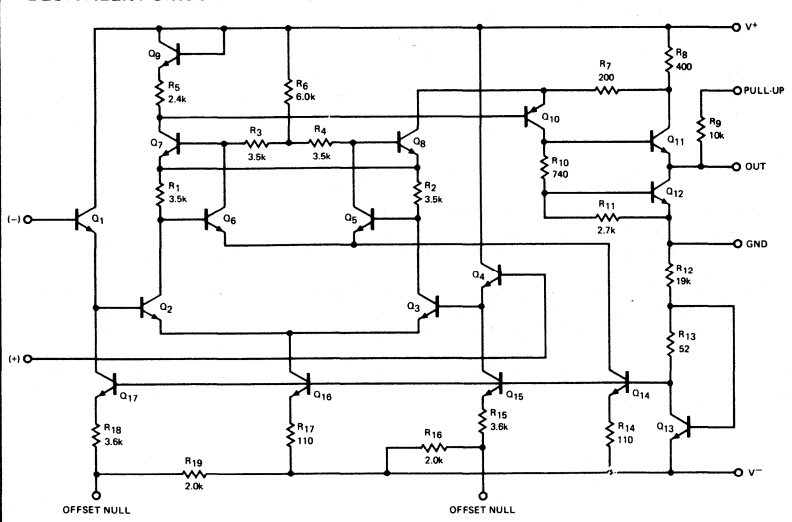 V+
Q9
R5
2.4k
R6
6.0k
R7
200
R8
400
PULL-UP
R9
10k
Q10
Q7
R3
3.5k
R4
3.5k
Q8
Q11
R10
740
OUT
R1
3.5k
R2
3.5k
Q12
R11
2.7k
(−)
Q1
Q6
Q5
GND
Q4
R12
19k
Q2
Q3
R13
52
(+)
Q17
Q16
Q15
Q14
R18
3.6k
R17
110
R15
3.6k
R14
110
Q13
R16
2.0k
R19
2.0k
V−
OFFSET NULL
OFFSET NULL